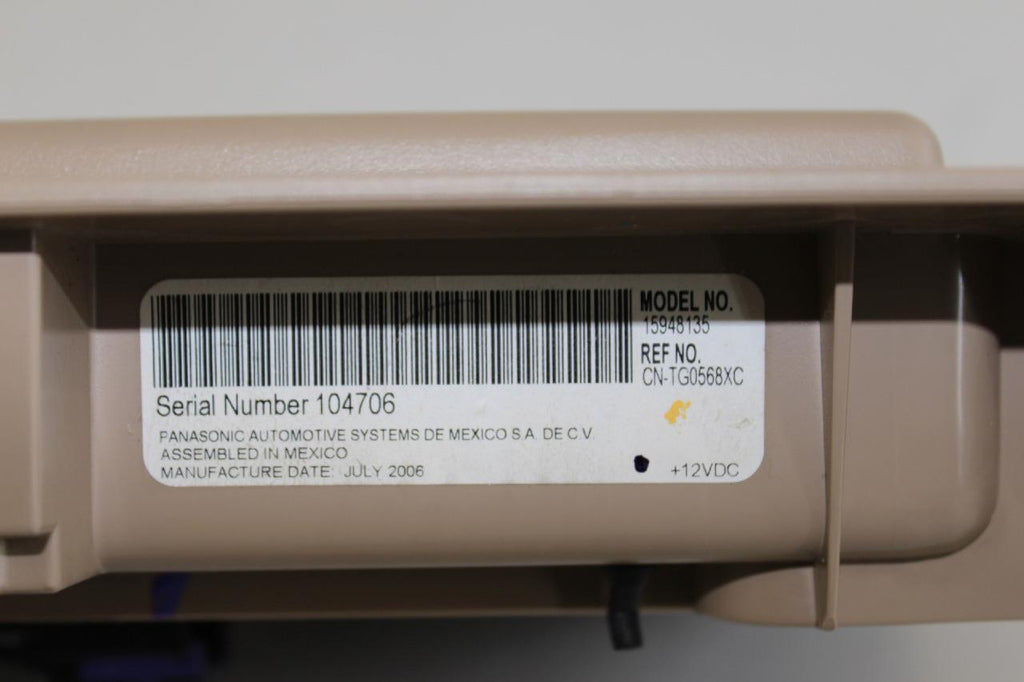 MODEL NO.
15948135
REF NO.
CN-TG0568XC
Serial Number 104706
PANASONIC AUTOMOTIVE SYSTEMS DE MEXICO S.A. DE C.V.
ASSEMBLED IN MEXICO
MANUFACTURE DATE: JULY 2006
+12VDC